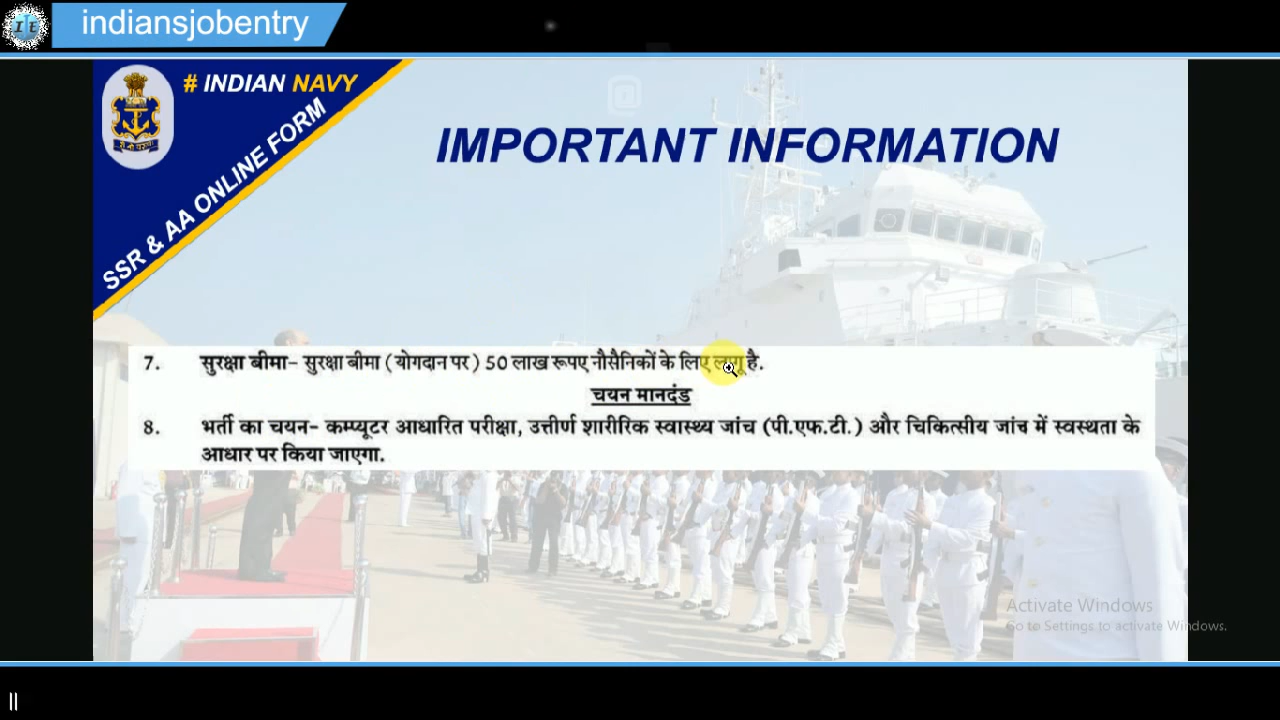 IE
indiansjobentry
# INDIAN NAVY
SSR & AA ONLINE FORM
IMPORTANT INFORMATION
7. सुरक्षा बीमा– सुरक्षा बीमा (योगदान पर) 50 लाख रूपए नौसैनिकों के लिए लागू है.
चयन मानदंड
8. भर्ती का चयन– कम्प्यूटर आधारित परीक्षा, उत्तीर्ण शारीरिक स्वास्थ्य जांच (पी.एफ.टी.) और चिकित्सीय जांच में स्वस्थता के
आधार पर किया जाएगा.
Activate Windows
Go to Settings to activate Windows.